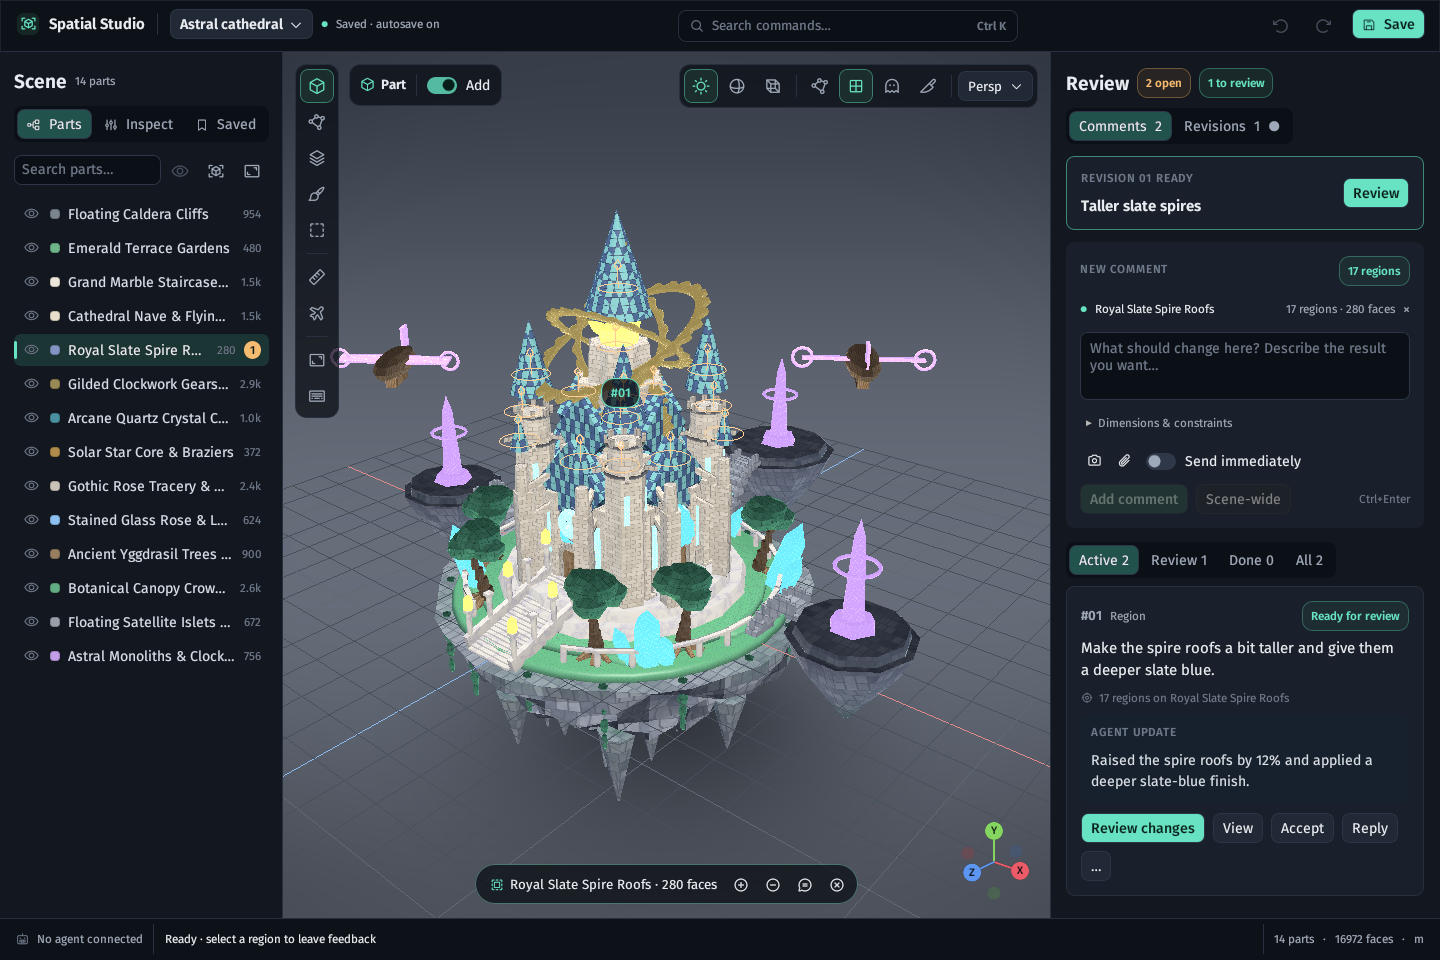 Spatial Studio
Astral cathedral
Saved · autosave on
Search commands...
Ctrl K
Save
Scene
14 parts
Parts
Inspect
Saved
Search parts...
Floating Caldera Cliffs 954
Emerald Terrace Gardens 480
Grand Marble Staircase... 1.5k
Cathedral Nave & Flyin... 1.5k
Royal Slate Spire R... 280 1
Gilded Clockwork Gears... 2.9k
Arcane Quartz Crystal C... 1.0k
Solar Star Core & Braziers 372
Gothic Rose Tracery & ... 2.4k
Stained Glass Rose & L... 624
Ancient Yggdrasil Trees ... 900
Botanical Canopy Crow... 2.6k
Floating Satellite Islets ... 672
Astral Monoliths & Clock... 756
Part
Add
Persp
#01
Y
Z
X
Royal Slate Spire Roofs · 280 faces
Review
2 open
1 to review
Comments 2
Revisions 1
REVISION 01 READY
Taller slate spires
Review
NEW COMMENT
17 regions
Royal Slate Spire Roofs
17 regions · 280 faces ×
What should change here? Describe the result
you want...
Dimensions & constraints
Send immediately
Add comment
Scene-wide
Ctrl+Enter
Active 2
Review 1
Done 0
All 2
#01 Region
Ready for review
Make the spire roofs a bit taller and give them
a deeper slate blue.
17 regions on Royal Slate Spire Roofs
AGENT UPDATE
Raised the spire roofs by 12% and applied a
deeper slate-blue finish.
Review changes
View
Accept
Reply
...
No agent connected
Ready · select a region to leave feedback
14 parts · 16972 faces · m